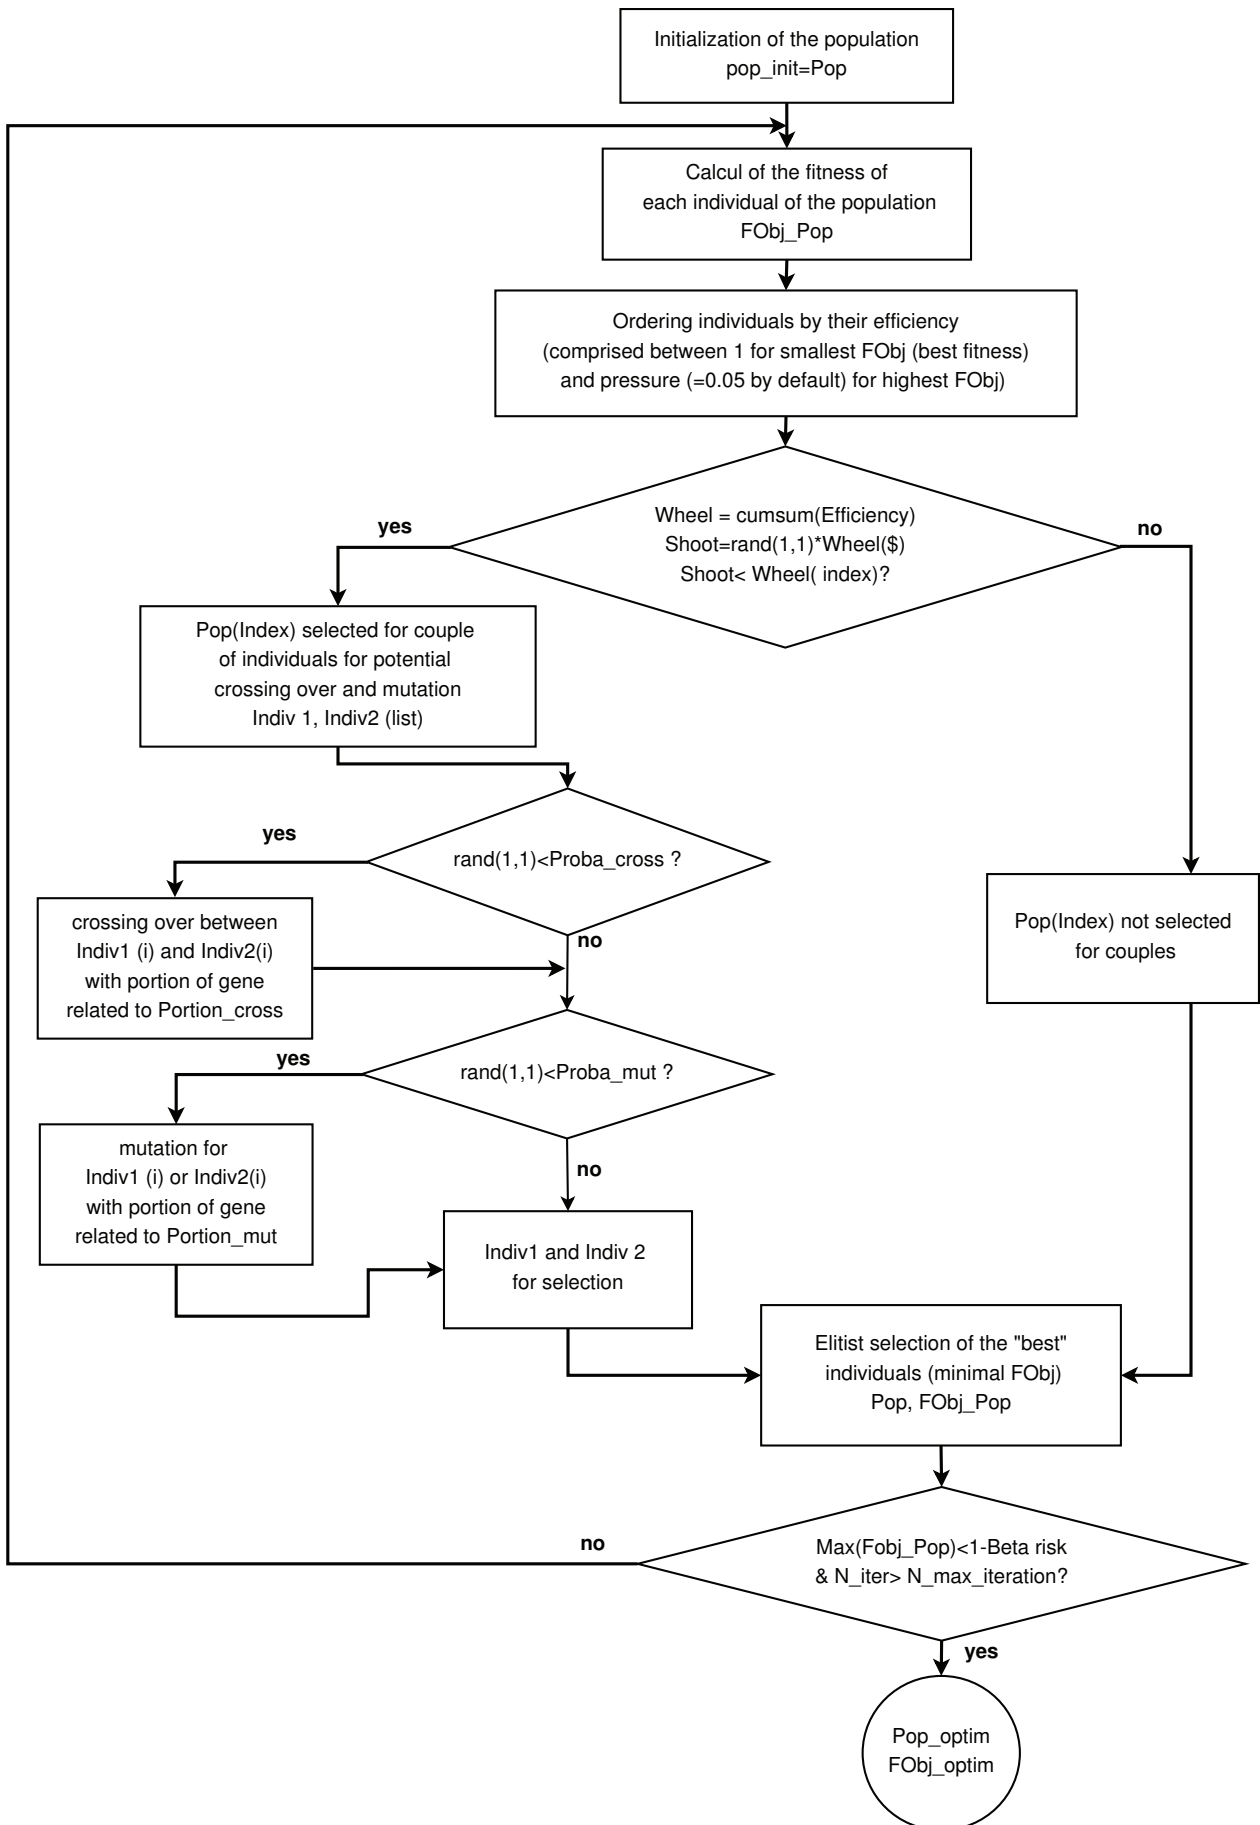 Initialization of the population
pop_init=Pop
Calcul of the fitness of
each individual of the population
FObj_Pop
Ordering individuals by their efficiency
(comprised between 1 for smallest FObj (best fitness)
and pressure (=0.05 by default) for highest FObj)
Wheel = cumsum(Efficiency)
Shoot=rand(1,1)*Wheel($)
Shoot< Wheel( index)?
yes
no
Pop(Index) selected for couple
of individuals for potential
crossing over and mutation
Indiv 1, Indiv2 (list)
rand(1,1)<Proba_cross ?
yes
no
crossing over between
Indiv1 (i) and Indiv2(i)
with portion of gene
related to Portion_cross
Pop(Index) not selected
for couples
rand(1,1)<Proba_mut ?
yes
no
mutation for
Indiv1 (i) or Indiv2(i)
with portion of gene
related to Portion_mut
Indiv1 and Indiv 2
for selection
Elitist selection of the "best"
individuals (minimal FObj)
Pop, FObj_Pop
Max(Fobj_Pop)<1-Beta risk
& N_iter> N_max_iteration?
no
yes
Pop_optim
FObj_optim